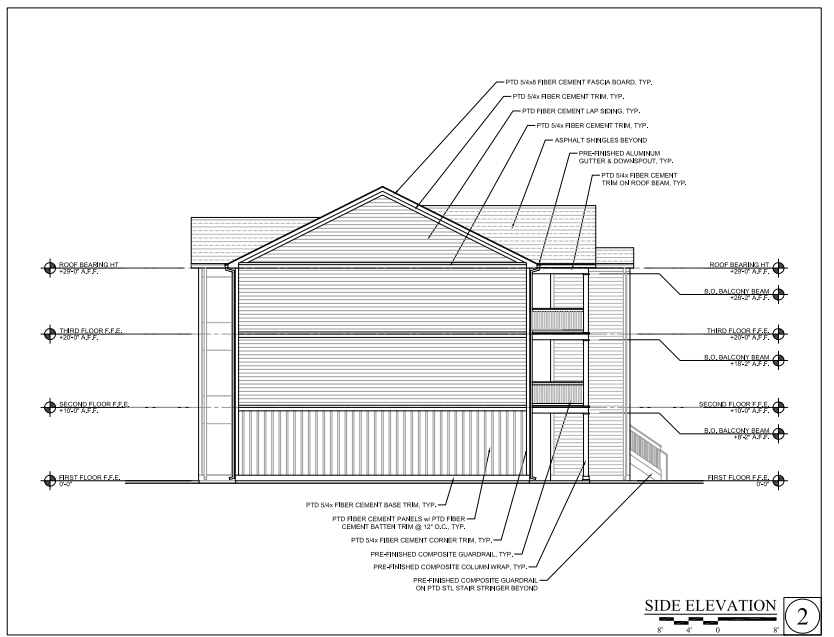 PTD 5/4x8 FIBER CEMENT FASCIA BOARD, TYP.
PTD 5/4x FIBER CEMENT TRIM, TYP.
PTD FIBER CEMENT LAP SIDING, TYP.
PTD 5/4x FIBER CEMENT TRIM, TYP.
ASPHALT SHINGLES BEYOND
PRE-FINISHED ALUMINUM
GUTTER & DOWNSPOUT, TYP.
PTD 5/4x FIBER CEMENT
TRIM ON ROOF BEAM, TYP.
ROOF BEARING HT
+29'-0" A.F.F.
ROOF BEARING HT
+29'-0" A.F.F.
B.O. BALCONY BEAM
+28'-2" A.F.F.
THIRD FLOOR F.F.E.
+20'-0" A.F.F.
THIRD FLOOR F.F.E.
+20'-0" A.F.F.
B.O. BALCONY BEAM
+18'-2" A.F.F.
SECOND FLOOR F.F.E.
+10'-0" A.F.F.
SECOND FLOOR F.F.E.
+10'-0" A.F.F.
B.O. BALCONY BEAM
+8'-2" A.F.F.
FIRST FLOOR F.F.E.
0'-0"
FIRST FLOOR F.F.E.
0'-0"
PTD 5/4x FIBER CEMENT BASE TRIM, TYP.
PTD FIBER CEMENT PANELS w/ PTD FIBER
CEMENT BATTEN TRIM @ 12" O.C., TYP.
PTD 5/4x FIBER CEMENT CORNER TRIM, TYP.
PRE-FINISHED COMPOSITE GUARDRAIL, TYP.
PRE-FINISHED COMPOSITE COLUMN WRAP, TYP.
PRE-FINISHED COMPOSITE GUARDRAIL
ON PTD STL STAIR STRINGER BEYOND
SIDE ELEVATION
2
8' 4' 0 8'